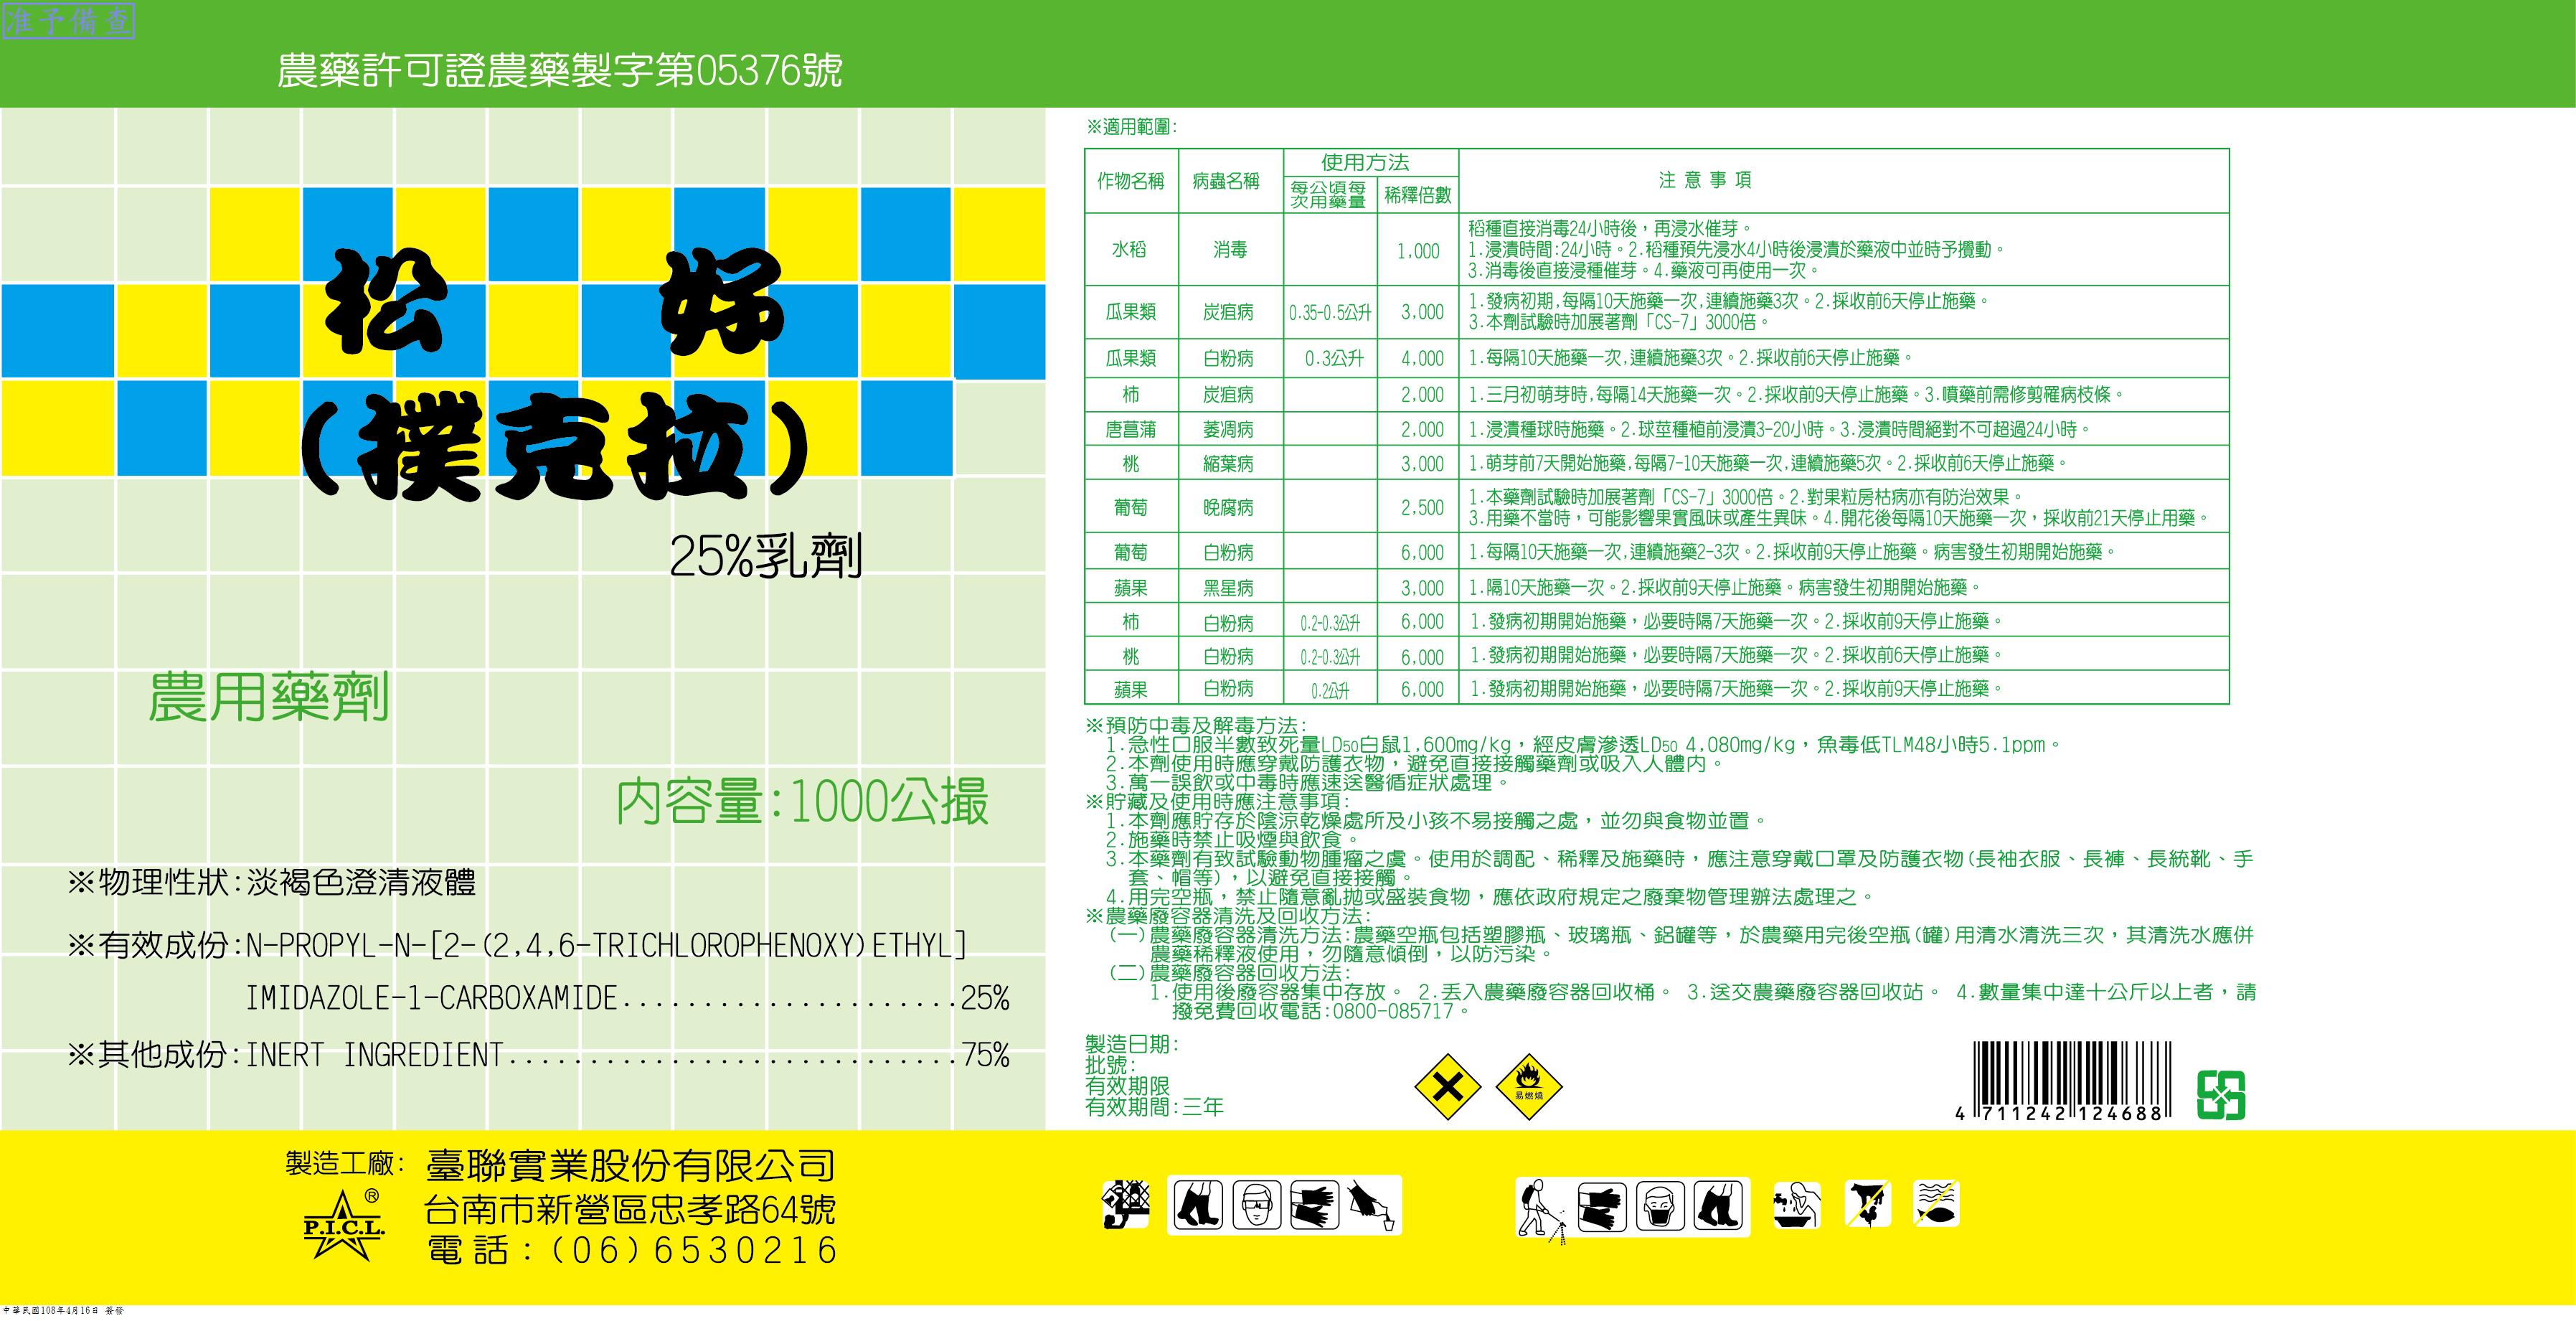 准予備查
農藥許可證農藥製字第05376號
松 好
(撲克拉)
25%乳劑
農用藥劑
內容量:1000公撮
※物理性狀:淡褐色澄清液體
※有效成份:N-PROPYL-N-[2-(2,4,6-TRICHLOROPHENOXY)ETHYL]
IMIDAZOLE-1-CARBOXAMIDE.....................25%
※其他成份:INERT INGREDIENT............................75%
製造工廠: 臺聯實業股份有限公司
台南市新營區忠孝路64號
電話:(06)6530216
®
P.I.C.L.
※適用範圍:
作物名稱 病蟲名稱 使用方法 注意事項
每公頃每次用藥量 稀釋倍數
水稻 消毒 1,000 稻種直接消毒24小時後，再浸水催芽。
1.浸漬時間:24小時。2.稻種預先浸水4小時後浸漬於藥液中並時予攪動。
3.消毒後直接浸種催芽。4.藥液可再使用一次。
瓜果類 炭疽病 0.35-0.5公升 3,000 1.發病初期,每隔10天施藥一次,連續施藥3次。2.採收前6天停止施藥。
3.本劑試驗時加展著劑「CS-7」3000倍。
瓜果類 白粉病 0.3公升 4,000 1.每隔10天施藥一次,連續施藥3次。2.採收前6天停止施藥。
柿 炭疽病 2,000 1.三月初萌芽時,每隔14天施藥一次。2.採收前9天停止施藥。3.噴藥前需修剪罹病枝條。
唐菖蒲 萎凋病 2,000 1.浸漬種球時施藥。2.球莖種植前浸漬3-20小時。3.浸漬時間絕對不可超過24小時。
桃 縮葉病 3,000 1.萌芽前7天開始施藥,每隔7-10天施藥一次,連續施藥5次。2.採收前6天停止施藥。
葡萄 晚腐病 2,500 1.本藥劑試驗時加展著劑「CS-7」3000倍。2.對果粒房枯病亦有防治效果。
3.用藥不當時，可能影響果實風味或產生異味。4.開花後每隔10天施藥一次，採收前21天停止用藥。
葡萄 白粉病 6,000 1.每隔10天施藥一次,連續施藥2-3次。2.採收前9天停止施藥。病害發生初期開始施藥。
蘋果 黑星病 3,000 1.隔10天施藥一次。2.採收前9天停止施藥。病害發生初期開始施藥。
柿 白粉病 0.2-0.3公升 6,000 1.發病初期開始施藥，必要時隔7天施藥一次。2.採收前9天停止施藥。
桃 白粉病 0.2-0.3公升 6,000 1.發病初期開始施藥，必要時隔7天施藥一次。2.採收前6天停止施藥。
蘋果 白粉病 0.2公升 6,000 1.發病初期開始施藥，必要時隔7天施藥一次。2.採收前9天停止施藥。
※預防中毒及解毒方法:
1.急性口服半數致死量LD50白鼠1,600mg/kg，經皮膚滲透LD50 4,080mg/kg，魚毒低TLM48小時5.1ppm。
2.本劑使用時應穿戴防護衣物，避免直接接觸藥劑或吸入人體內。
3.萬一誤飲或中毒時應速送醫循症狀處理。
※貯藏及使用時應注意事項:
1.本劑應貯存於陰涼乾燥處所及小孩不易接觸之處，並勿與食物並置。
2.施藥時禁止吸煙與飲食。
3.本藥劑有致試驗動物腫瘤之虞。使用於調配、稀釋及施藥時，應注意穿戴口罩及防護衣物(長袖衣服、長褲、長統靴、手
套、帽等)，以避免直接接觸。
4.用完空瓶，禁止隨意亂拋或盛裝食物，應依政府規定之廢棄物管理辦法處理之。
※農藥廢容器清洗及回收方法:
(一)農藥廢容器清洗方法:農藥空瓶包括塑膠瓶、玻璃瓶、鋁罐等，於農藥用完後空瓶(罐)用清水清洗三次，其清洗水應併
農藥稀釋液使用，勿隨意傾倒，以防污染。
(二)農藥廢容器回收方法:
1.使用後廢容器集中存放。 2.丟入農藥廢容器回收桶。 3.送交農藥廢容器回收站。 4.數量集中達十公斤以上者，請
撥免費回收電話:0800-085717。
製造日期:
批號:
有效期限
有效期間:三年
易燃燒
4 711242 124688
中華民國108年4月16日 簽發